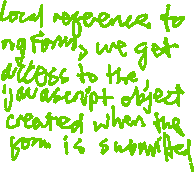 local reference to
ngForm, we get
access to the
javascript object
created when the
form is submitted